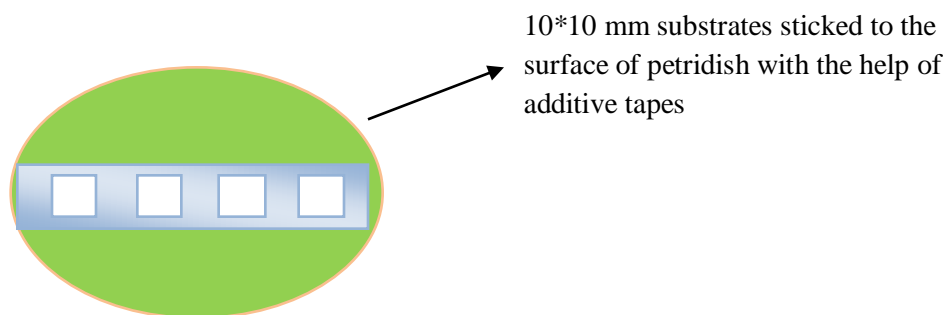 10*10 mm substrates sticked to the
surface of petridish with the help of
additive tapes